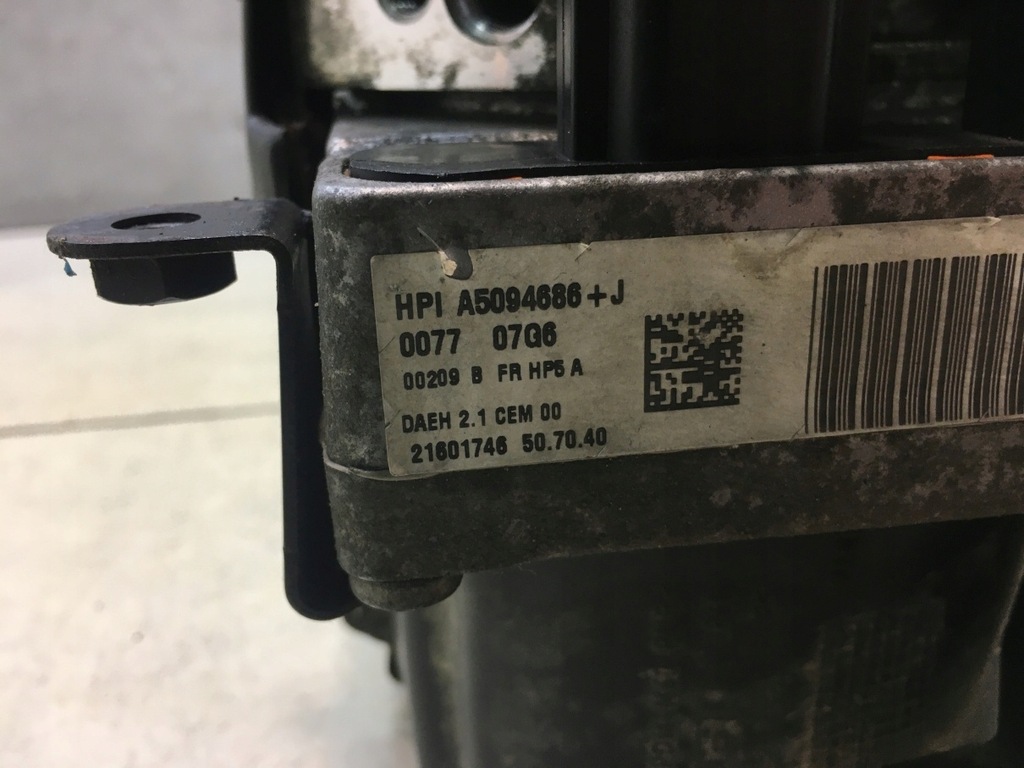 HPI A5094686+J
0077 07G6
00209 B FR HP5 A
DAEH 2.1 CEM 00
21601746 50.70.40